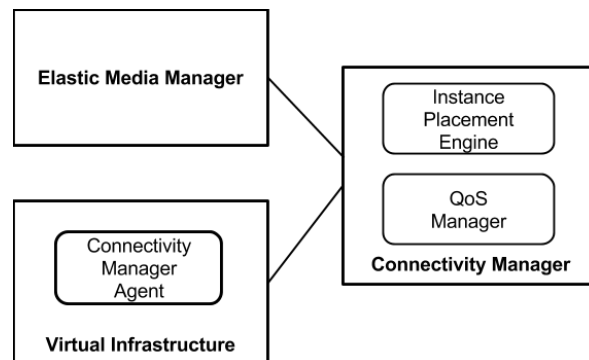 Elastic Media Manager
Instance
Placement
Engine
QoS
Manager
Connectivity Manager
Connectivity
Manager
Agent
Virtual Infrastructure